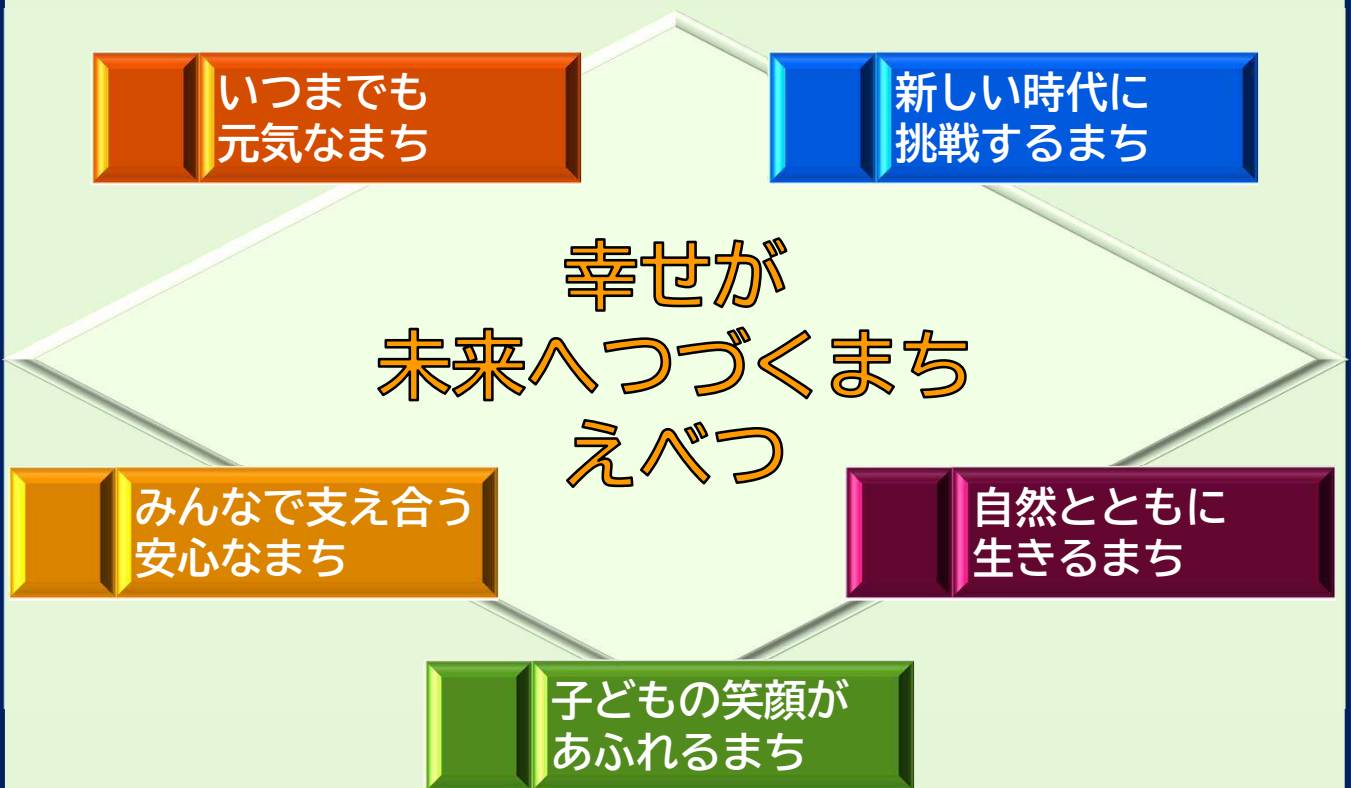 いつまでも
元気なまち
新しい時代に
挑戦するまち
幸せが
未来へつづくまち
えべつ
みんなで支え合う
安心なまち
自然とともに
生きるまち
子どもの笑顔が
あふれるまち